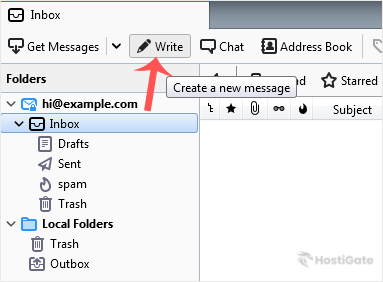 Inbox
Get Messages
Write
Chat
Address Book
Folders
Starred
Create a new message
hi@example.com
Inbox
Subject
Drafts
Sent
spam
Trash
Local Folders
Trash
Outbox
HostiGate